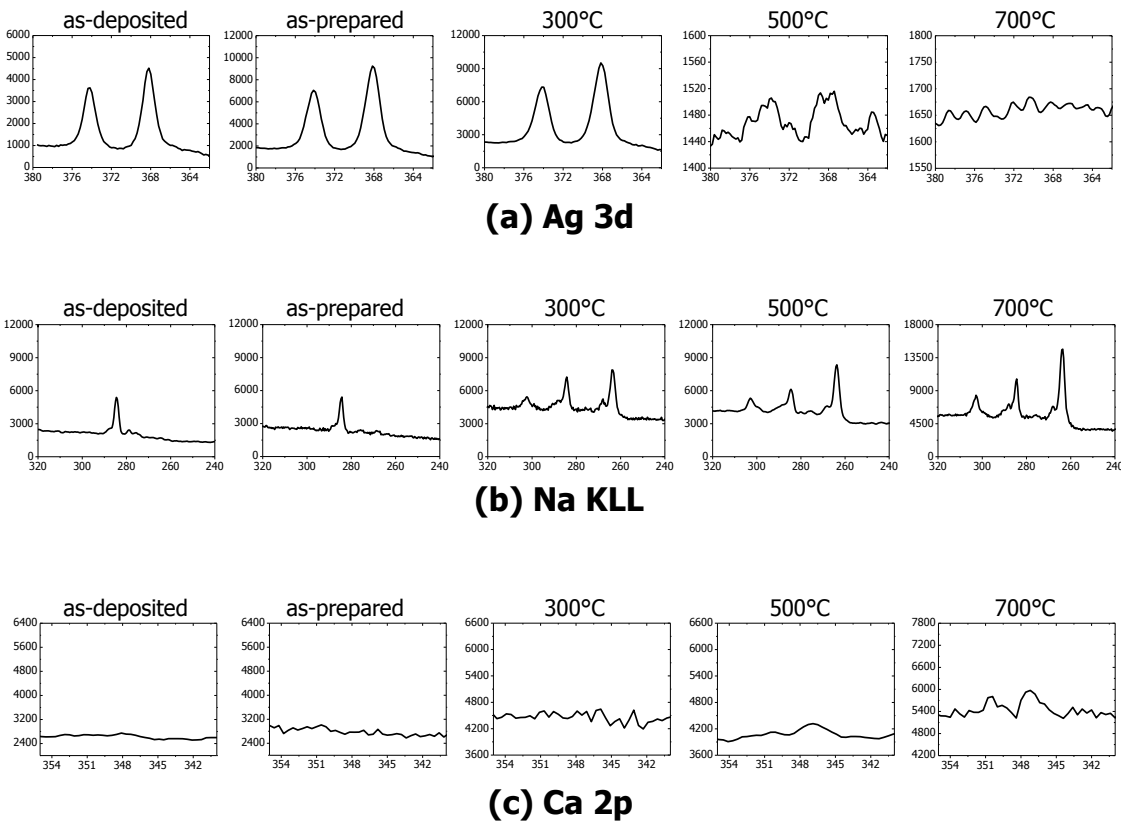 as-deposited as-prepared 300°C 500°C 700°C
6000 12000 12000 1600 1800
5000 10000 1560 1750
4000 8000 9000 1520 1700
3000 6000 6000 1480 1650
2000 4000 1440 1600
1000 2000 3000
0 0 0 1400 1550
380 376 372 368 364 380 376 372 368 364 380 376 372 368 364 380 376 372 368 364 380 376 372 368 364
(a) Ag 3d
as-deposited as-prepared 300°C 500°C 700°C
12000 12000 12000 12000 18000
9000 9000 9000 9000 13500
6000 6000 6000 6000 9000
3000 3000 3000 3000 4500
0 0 0 0 0
320 300 280 260 240 320 300 280 260 240 320 300 280 260 240 320 300 280 260 240 320 300 280 260 240
(b) Na KLL
as-deposited as-prepared 300°C 500°C 700°C
6400 6400 6600 6600 7800
5600 5600 6000 6000 7200
4800 4800 5400 5400 6600
4000 4000 4800 4800 6000
3200 3200 4200 4200 5400
2400 2400 3600 3600 4800
4200
354 351 348 345 342 354 351 348 345 342 354 351 348 345 342 354 351 348 345 342 354 351 348 345 342
(c) Ca 2p